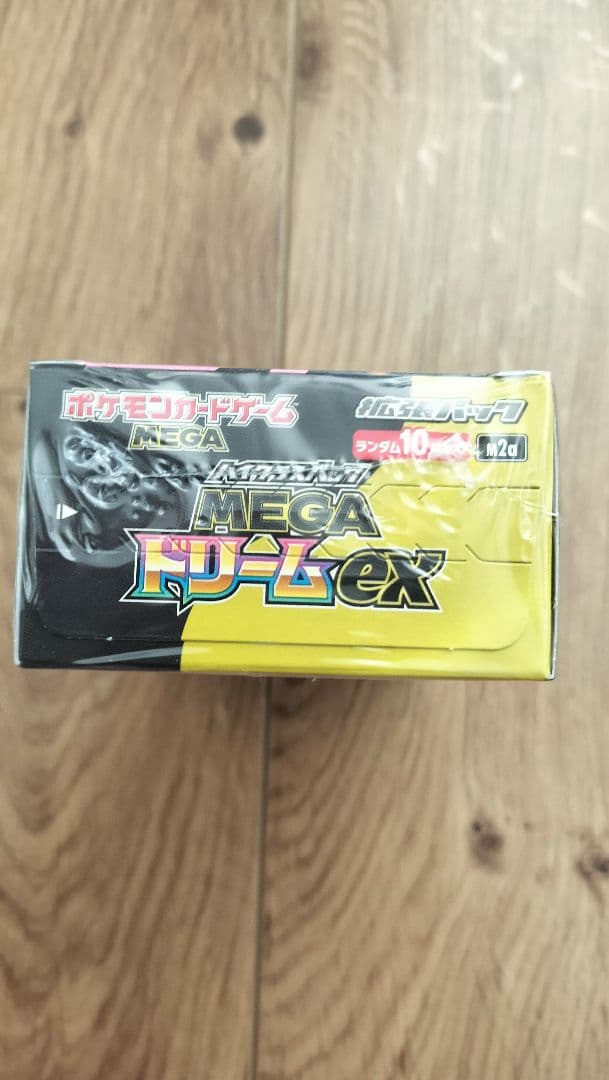 ポケモンカードゲーム
MEGA
拡張パック
ランダム10
M2a
ハイクラスパック
MEGA
ドリームex